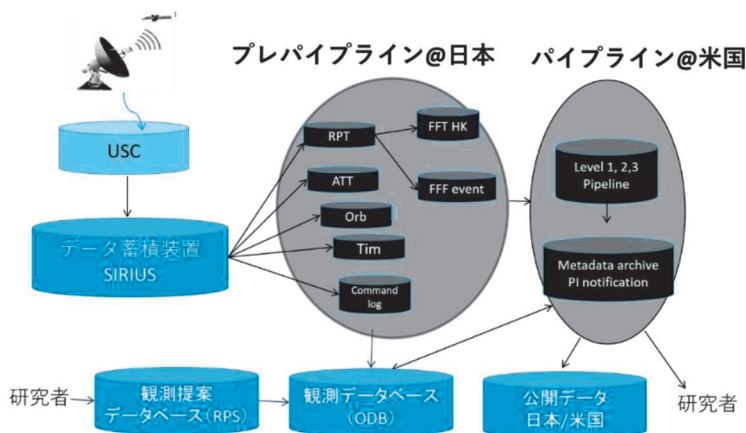 プレパイプライン@日本
パイプライン@米国
USC
データ蓄積装置
SIRIUS
RPT
ATT
Orb
Tim
Command
log
FFT HK
FFF event
Level 1, 2,3
Pipeline
Metadata archive
PI notification
研究者
観測提案
データベース(RPS)
観測データベース
(ODB)
公開データ
日本/米国
研究者